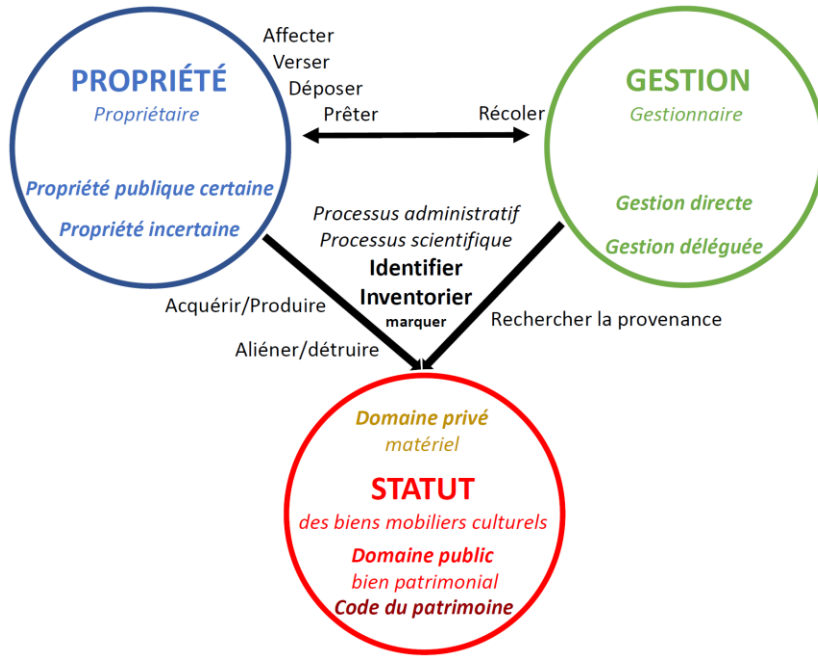 PROPRIÉTÉ
Propriétaire
Propriété publique certaine
Propriété incertaine
Affecter
Verser
Déposer
Prêter
Récoler
GESTION
Gestionnaire
Gestion directe
Gestion déléguée
Processus administratif
Processus scientifique
Identifier
Inventorier
marquer
Acquérir/Produire
Aliéner/détruire
Rechercher la provenance
Domaine privé
matériel
STATUT
des biens mobiliers culturels
Domaine public
bien patrimonial
Code du patrimoine